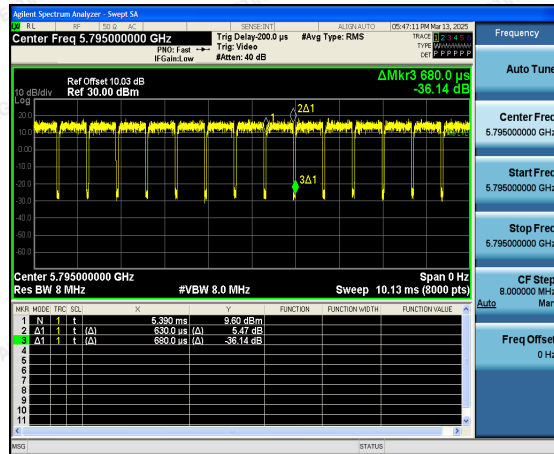 Agilent Spectrum Analyzer - Swept SA
RL RF 50 Ω AC SENSE:INT ALIGN AUTO 05:47:11 PM Mar 13, 2025
Center Freq 5.795000000 GHz Trig Delay-200.0 µs #Avg Type: RMS TRACE 1 2 3 4 5 6
PNO: Fast Trig: Video TYPE
IFGain:Low #Atten: 40 dB DET P P P P P P
Ref Offset 10.03 dB ΔMkr3 680.0 µs
10 dB/div Ref 30.00 dBm -36.14 dB
Log
20.0
10.0
0.00
-10.0
-20.0
-30.0
-40.0
-50.0
-60.0
1
2Δ1
3Δ1
Center 5.795000000 GHz Span 0 Hz
Res BW 8 MHz #VBW 8.0 MHz Sweep 10.13 ms (8000 pts)
MKR MODE TRC SCL X Y FUNCTION FUNCTION WIDTH FUNCTION VALUE
1 N 1 t 5.390 ms 9.60 dBm
2 Δ1 1 t (Δ) 630.0 µs (Δ) 5.47 dB
3 Δ1 1 t (Δ) 680.0 µs (Δ) -36.14 dB
4
5
6
7
8
9
10
11
MSG STATUS
Frequency
Auto Tune
Center Freq
5.795000000 GHz
Start Freq
5.795000000 GHz
Stop Freq
5.795000000 GHz
CF Step
8.000000 MHz
Auto Man
Freq Offset
0 Hz